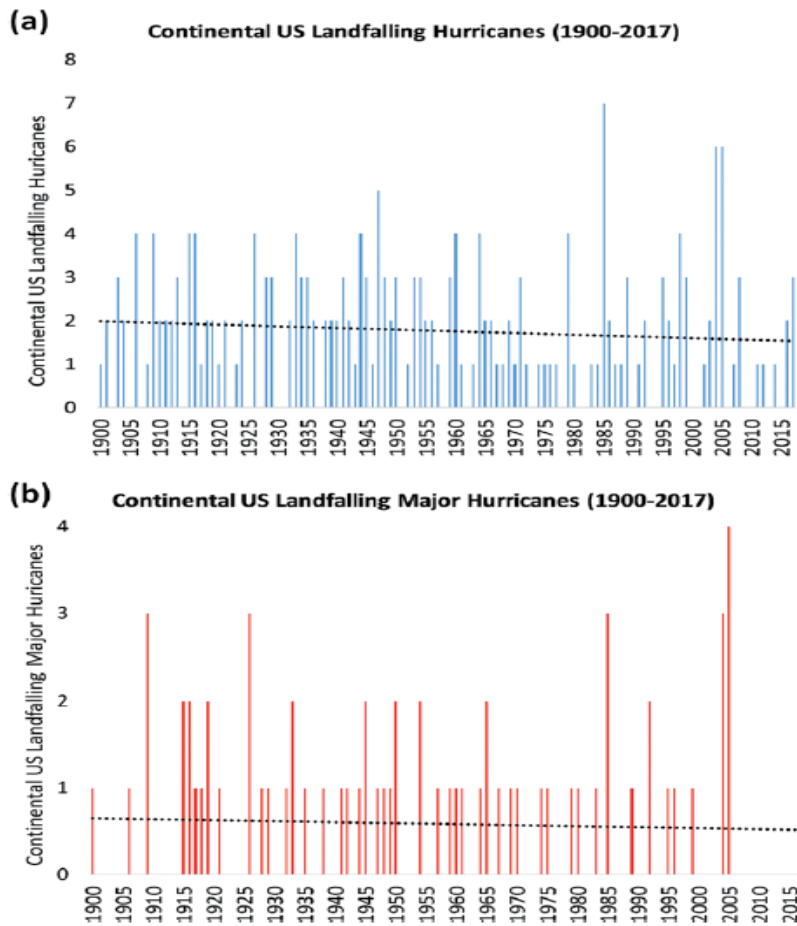 (a)
Continental US Landfalling Hurricanes (1900-2017)
Continental US Landfalling Huricanes
8
7
6
5
4
3
2
1
0
1900 1905 1910 1915 1920 1925 1930 1935 1940 1945 1950 1955 1960 1965 1970 1975 1980 1985 1990 1995 2000 2005 2010 2015
(b)
Continental US Landfalling Major Hurricanes (1900-2017)
Continental US Landfalling Major Huricanes
4
3
2
1
0
1900 1905 1910 1915 1920 1925 1930 1935 1940 1945 1950 1955 1960 1965 1970 1975 1980 1985 1990 1995 2000 2005 2010 2015